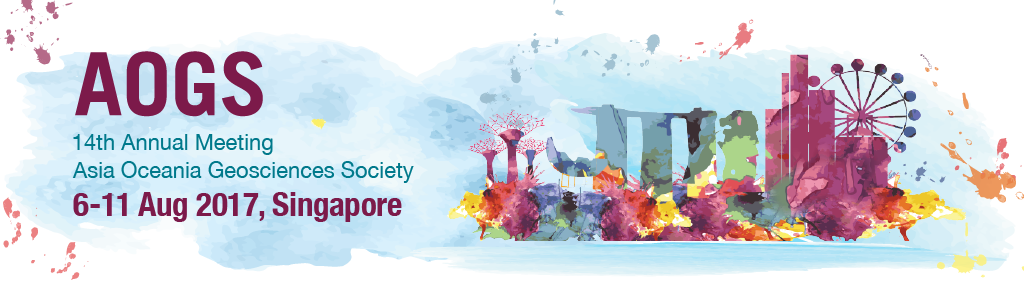 AOGS
14th Annual Meeting
Asia Oceania Geosciences Society
6-11 Aug 2017, Singapore